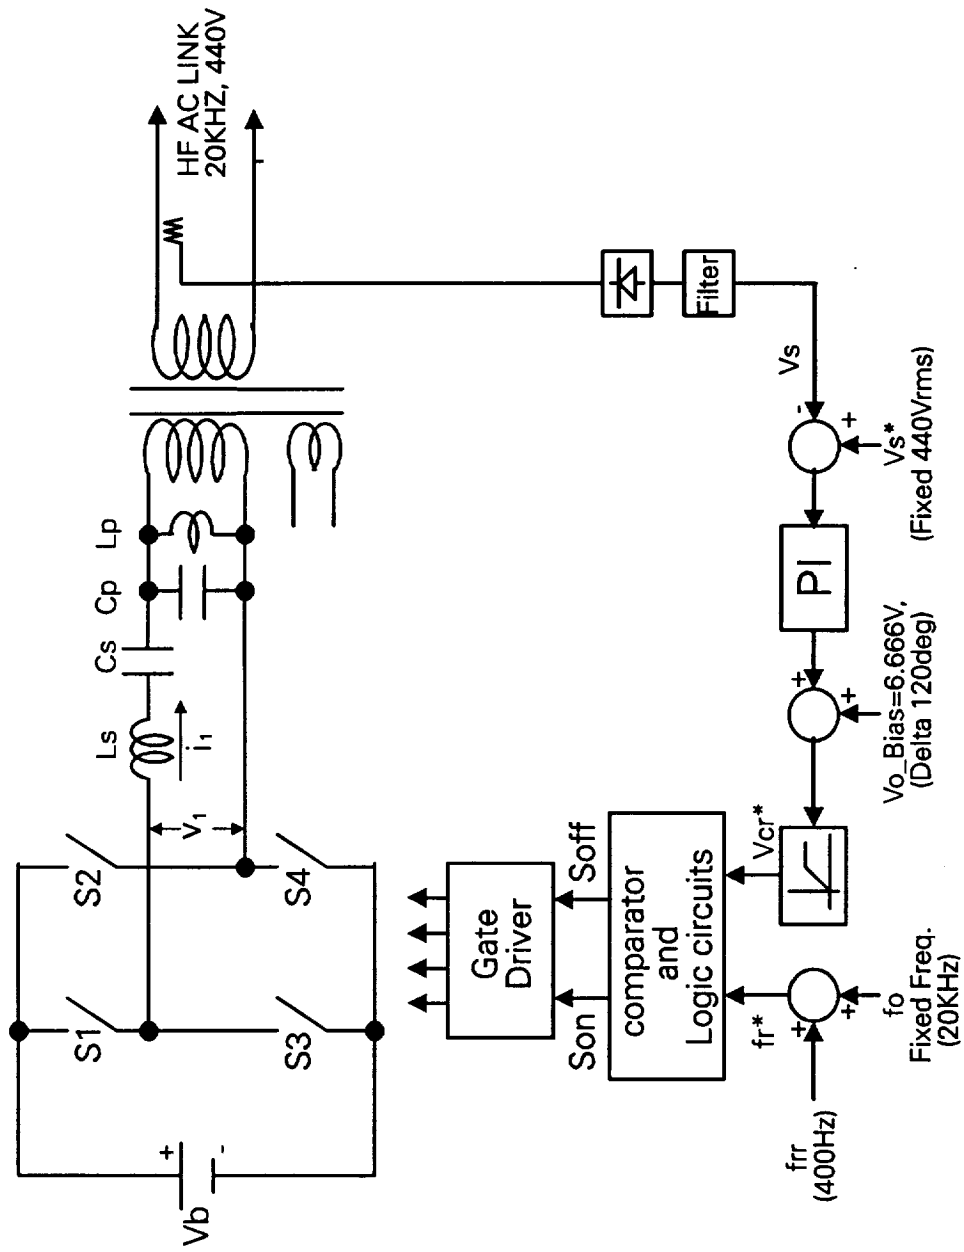 HF AC LINK
20KHZ, 440V
Lp
Cp
Cs
Ls
i1
V1
S2
S4
S1
S3
+
-
Vb
Filter
Vs
-
+
Vs*
(Fixed 440Vrms)
PI
+
+
Vo_Bias=6.666V,
(Delta 120deg)
Vcr*
Soff
Son
Gate
Driver
comparator
and
Logic circuits
fr*
+
+
fo
Fixed Freq.
(20KHz)
frr
(400Hz)